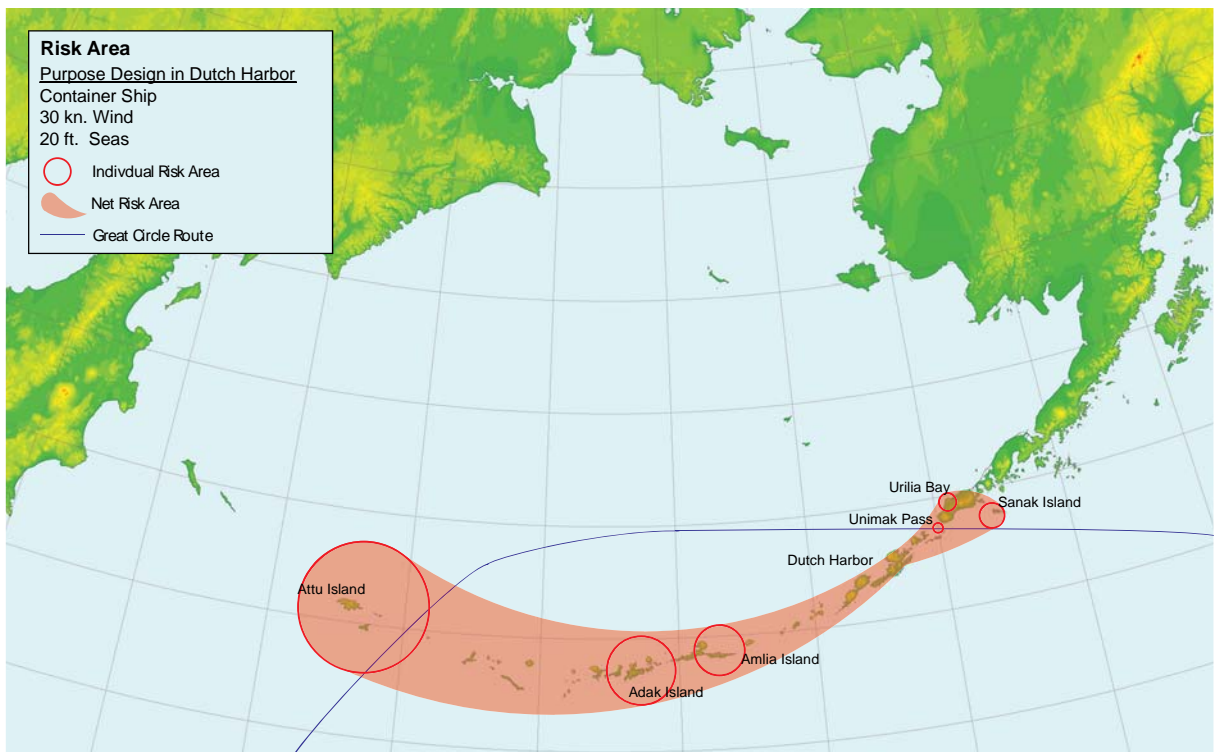 Risk Area
Purpose Design in Dutch Harbor
Container Ship
30 kn. Wind
20 ft. Seas
Indivdual Risk Area
Net Risk Area
Great Circle Route
Urilia Bay
Sanak Island
Unimak Pass
Dutch Harbor
Attu Island
Amlia Island
Adak Island